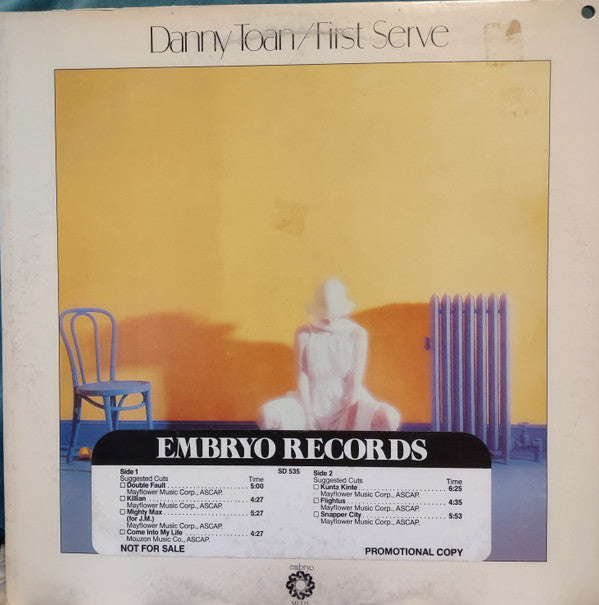 Danny Toan/First Serve
EMBRYO RECORDS
Side 1 SD 535
Suggested Cuts Time
Double Fault 5:00
Mayflower Music Corp., ASCAP.
Killian 4:27
Mayflower Music Corp., ASCAP.
Mighty Max 5:27
(for J.M.)
Mayflower Music Corp., ASCAP.
Come Into My Life 4:27
Mouzon Music Co., ASCAP.
NOT FOR SALE
Side 2
Suggested Cuts Time
Kunta Kinte 6:25
Mayflower Music Corp., ASCAP.
Flightus 4:35
Mayflower Music Corp., ASCAP.
Snapper City 5:53
Mayflower Music Corp., ASCAP.
PROMOTIONAL COPY
embryo